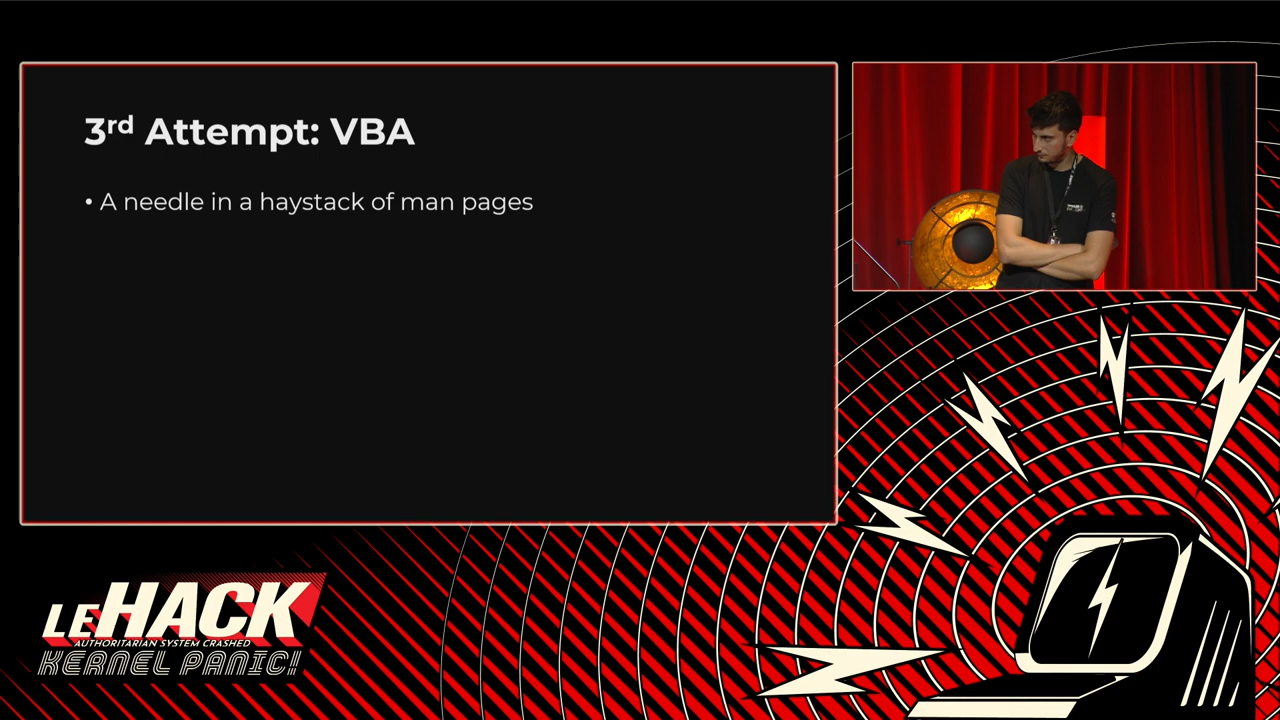 3rd Attempt: VBA
• A needle in a haystack of man pages
LEHACK
AUTHORITARIAN SYSTEM CRASHED
KERNEL PANIC!